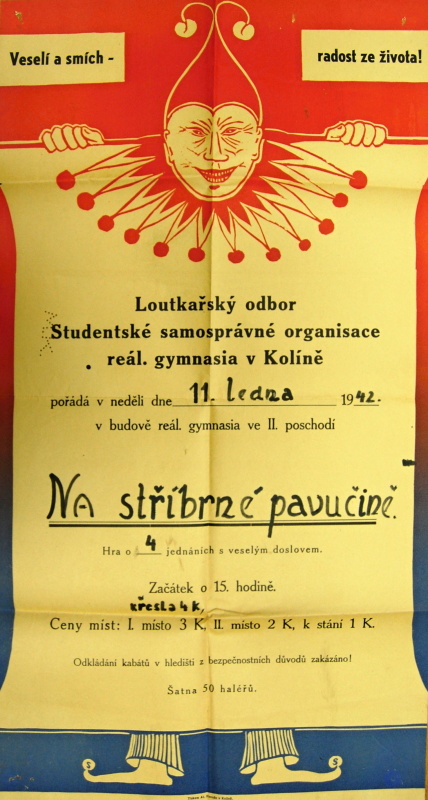 Veselí a smích -
radost ze života!
Loutkařský odbor
Studentské samosprávné organisace
reál. gymnasia v Kolíně
pořádá v neděli dne 11. ledna 1942.
v budově reál. gymnasia ve II. poschodí
NA stříbrné pavučině.
Hra o 4 jednáních s veselým doslovem.
Začátek o 15. hodině.
křesla 4 K,
Ceny míst: I. místo 3 K, II. místo 2 K, k stání 1 K.
Odkládání kabátů v hledišti z bezpečnostních důvodů zakázáno!
Šatna 50 haléřů.